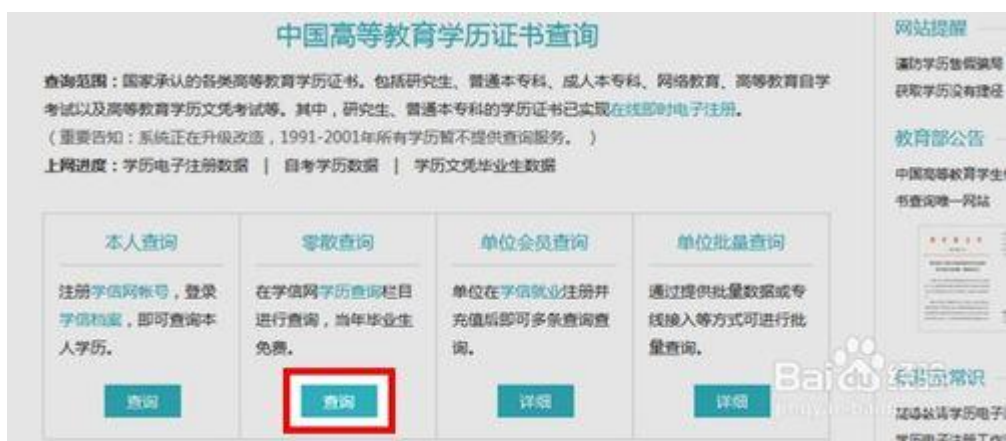 中国高等教育学历证书查询
查询范围：国家承认的各类高等教育学历证书。包括研究生、普通本专科、成人本专科、网络教育、高等教育自学
考试以及高等教育学历文凭考试等。其中，研究生、普通本专科的学历证书已实现在线即时电子注册。
（重要告知：系统正在升级改造，1991-2001年所有学历暂不提供查询服务。）
上网进度：学历电子注册数据 | 自考学历数据 | 学历文凭毕业生数据
本人查询
注册学信网帐号，登录
学信档案，即可查询本
人学历。
查询
零散查询
在学信网学历查询栏目
进行查询，当年毕业生
免费。
查询
单位会员查询
单位在学信就业注册并
充值后即可多条查询查
询。
详细
单位批量查询
通过提供批量数据或专
线接入等方式可进行批
量查询。
详细
网站提醒
谨防学历售假骗局
获取学历没有捷径
教育部公告
中国高等教育学生
书查询唯一网站
常识
学历电子
Baidu 经验